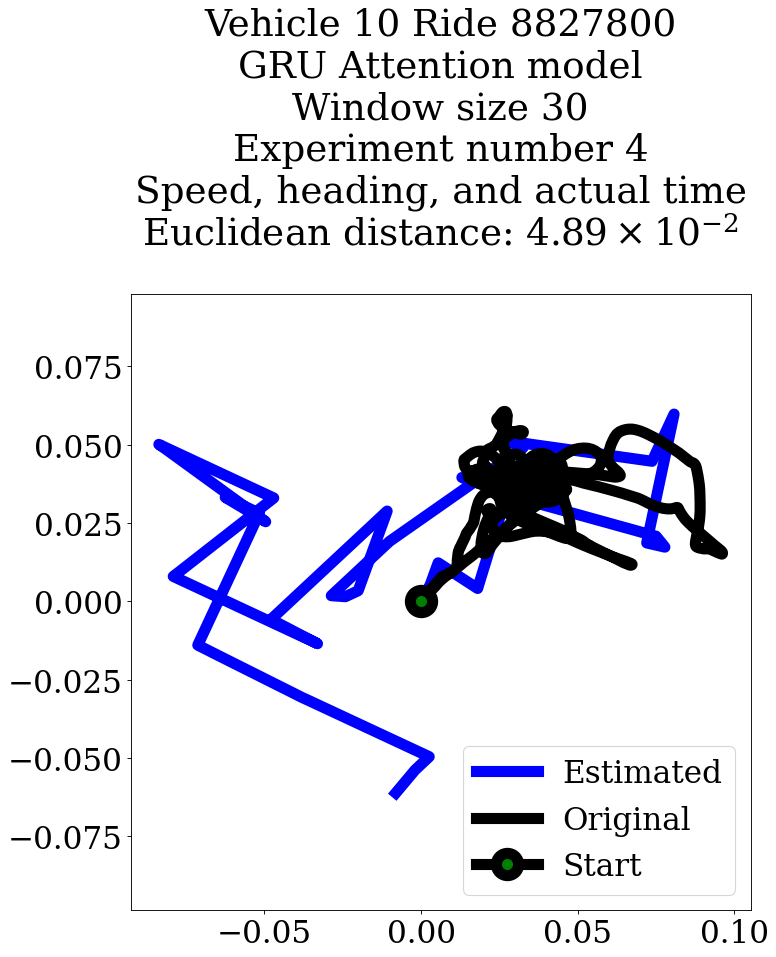 Vehicle 10 Ride 8827800
GRU Attention model
Window size 30
Experiment number 4
Speed, heading, and actual time
Euclidean distance: 4.89 × 10⁻²
0.075
0.050
0.025
0.000
−0.025
−0.050
−0.075
Estimated
Original
Start
−0.05 0.00 0.05 0.10